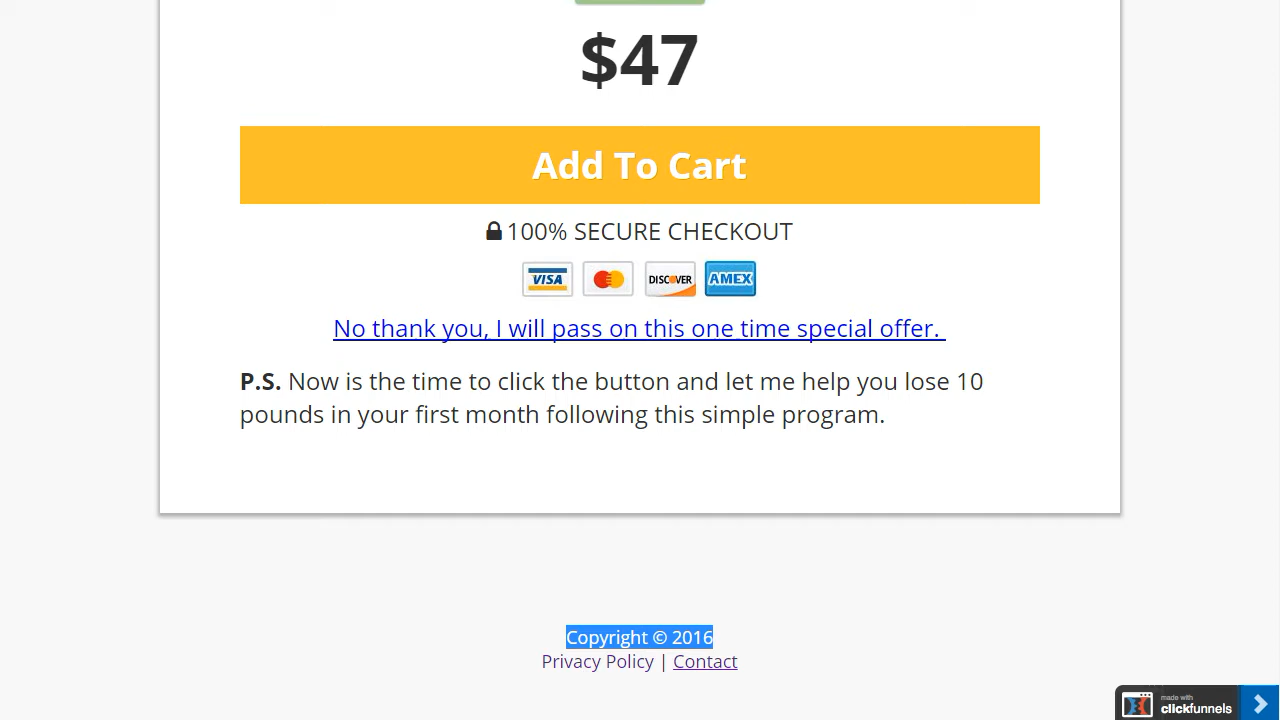 $47
Add To Cart
100% SECURE CHECKOUT
VISA DISCOVER AMEX
No thank you, I will pass on this one time special offer.
P.S. Now is the time to click the button and let me help you lose 10
pounds in your first month following this simple program.
Copyright © 2016
Privacy Policy | Contact
made with
clickfunnels